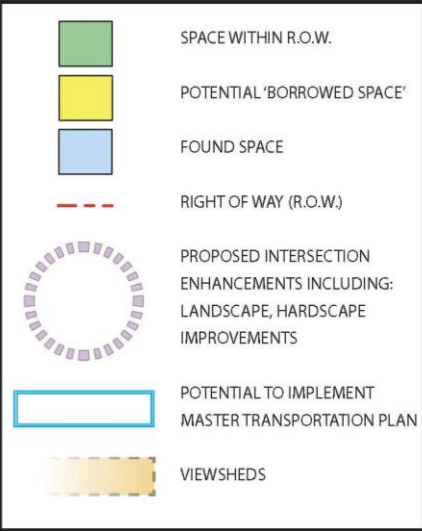 SPACE WITHIN R.O.W.
POTENTIAL 'BORROWED SPACE'
FOUND SPACE
RIGHT OF WAY (R.O.W.)
PROPOSED INTERSECTION
ENHANCEMENTS INCLUDING:
LANDSCAPE, HARDSCAPE
IMPROVEMENTS
POTENTIAL TO IMPLEMENT
MASTER TRANSPORTATION PLAN
VIEWSHEDS